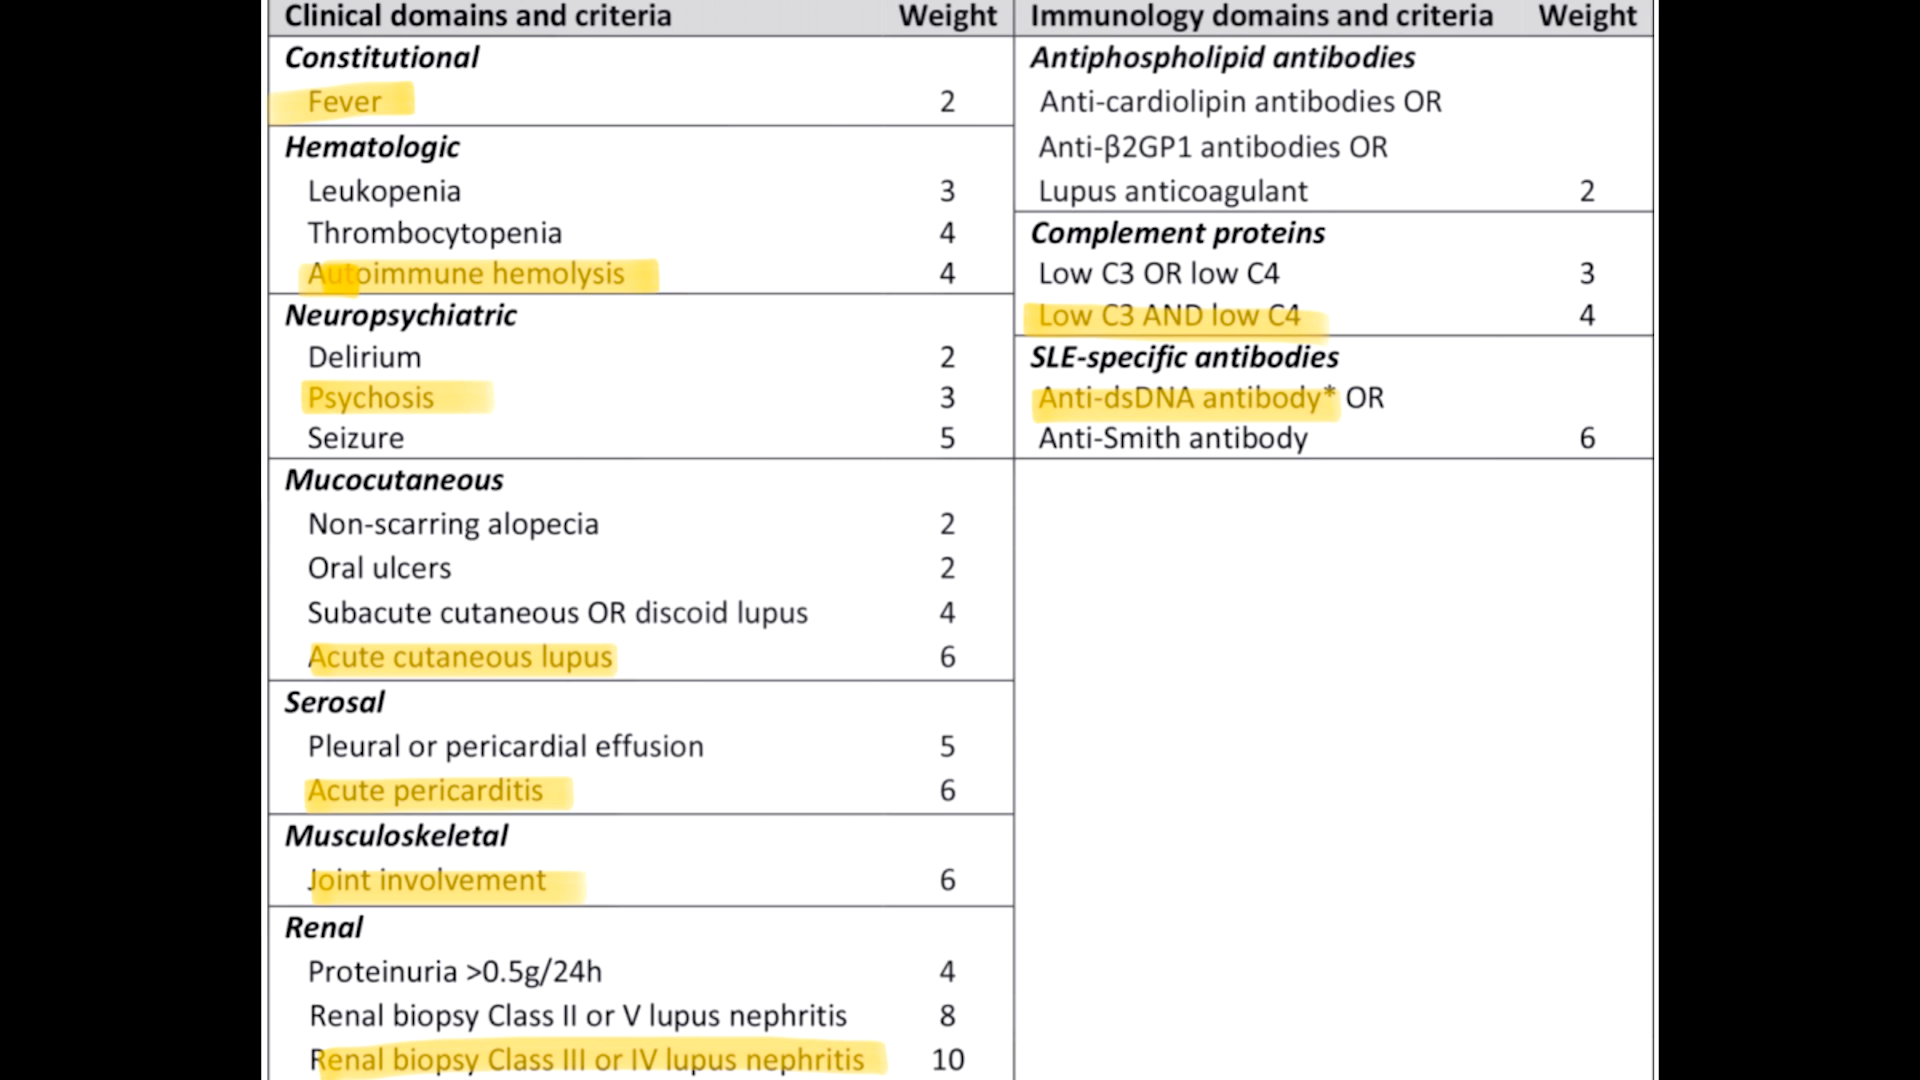 Clinical domains and criteria Weight
Constitutional
Fever 2
Hematologic
Leukopenia 3
Thrombocytopenia 4
Autoimmune hemolysis 4
Neuropsychiatric
Delirium 2
Psychosis 3
Seizure 5
Mucocutaneous
Non-scarring alopecia 2
Oral ulcers 2
Subacute cutaneous OR discoid lupus 4
Acute cutaneous lupus 6
Serosal
Pleural or pericardial effusion 5
Acute pericarditis 6
Musculoskeletal
Joint involvement 6
Renal
Proteinuria >0.5g/24h 4
Renal biopsy Class II or V lupus nephritis 8
Renal biopsy Class III or IV lupus nephritis 10
Immunology domains and criteria Weight
Antiphospholipid antibodies
Anti-cardiolipin antibodies OR
Anti-β2GP1 antibodies OR
Lupus anticoagulant 2
Complement proteins
Low C3 OR low C4 3
Low C3 AND low C4 4
SLE-specific antibodies
Anti-dsDNA antibody* OR
Anti-Smith antibody 6